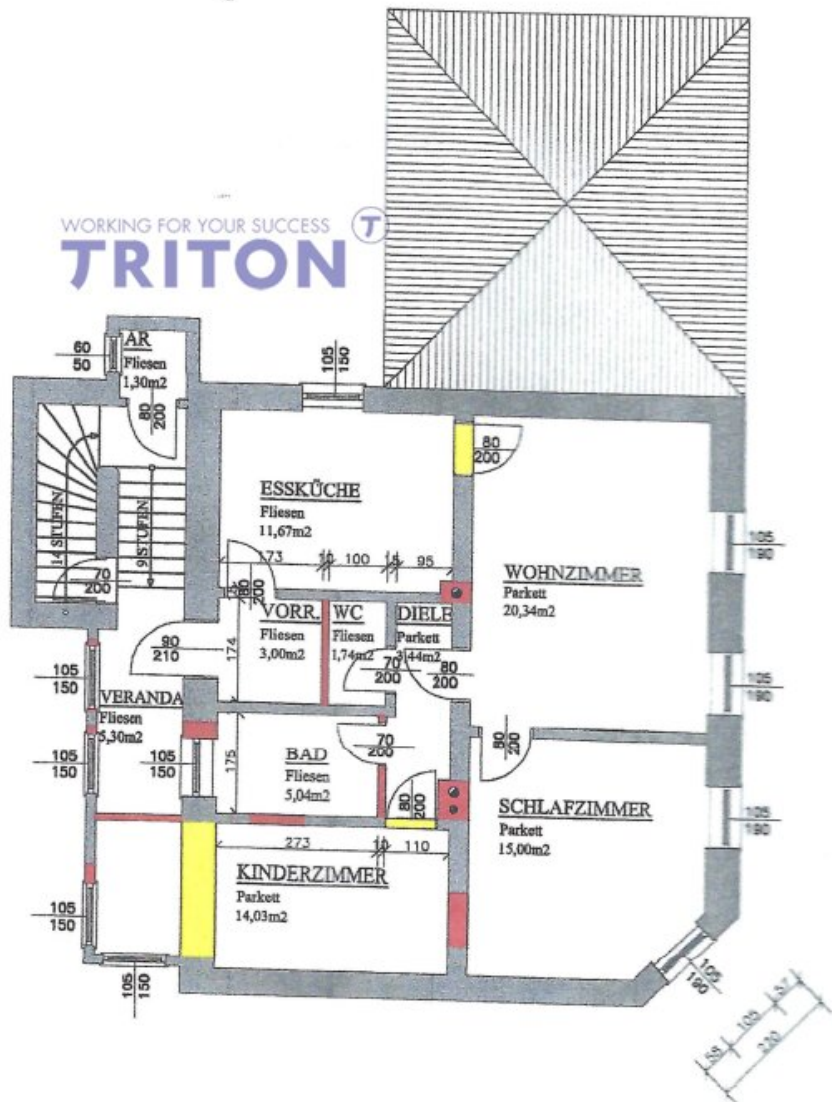 WORKING FOR YOUR SUCCESS
TRITON
T
AR
Fliesen
1,30m2
60
50
80
200
105
150
ESSKÜCHE
Fliesen
11,67m2
80
200
14 STUFEN
9 STUFEN
173
10
100
5
95
105
190
WOHNZIMMER
Parkett
20,34m2
70
200
80
200
VORR.
Fliesen
3,00m2
WC
Fliesen
1,74m2
DIELE
Parkett
3,44m2
174
90
210
70
200
80
200
105
150
105
190
VERANDA
Fliesen
5,30m2
105
150
105
150
175
BAD
Fliesen
5,04m2
70
200
80
200
80
200
SCHLAFZIMMER
Parkett
15,00m2
105
190
273
10
110
KINDERZIMMER
Parkett
14,03m2
105
150
105
150
105
190
55
105
57
220